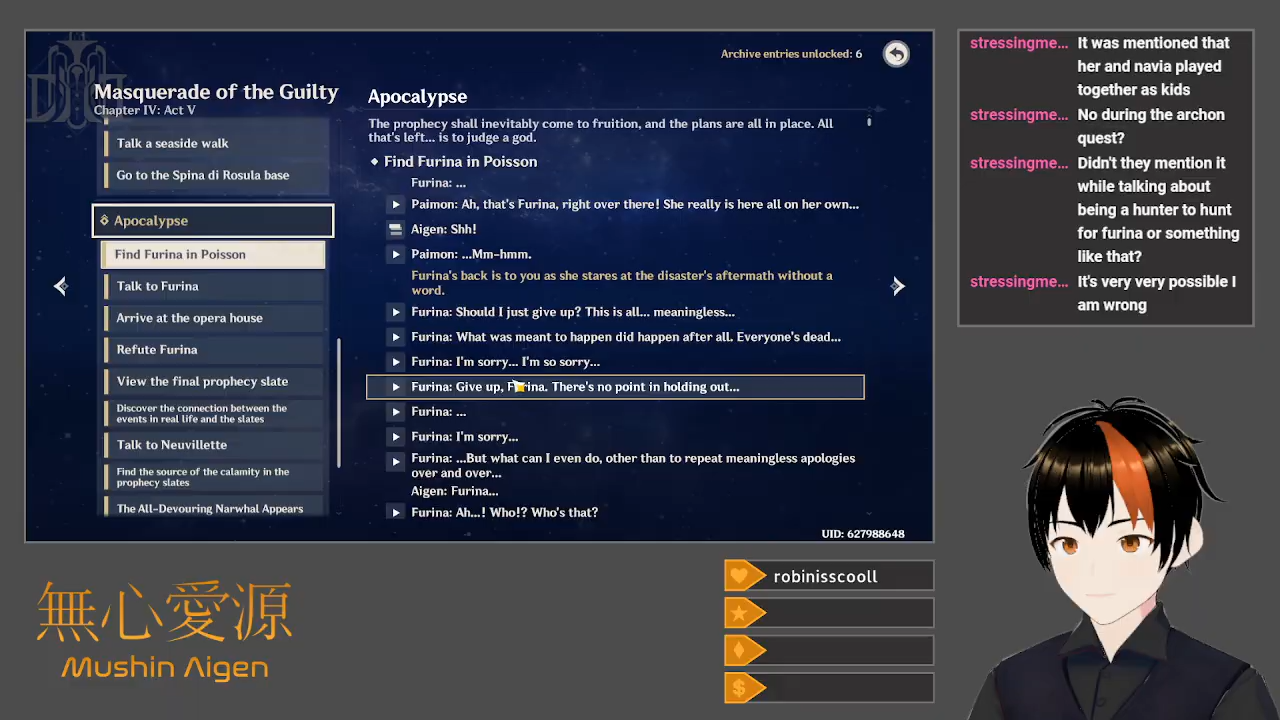 Archive entries unlocked: 6
Masquerade of the Guilty
Chapter IV: Act V
Talk a seaside walk
Go to the Spina di Rosula base
Apocalypse
Find Furina in Poisson
Talk to Furina
Arrive at the opera house
Refute Furina
View the final prophecy slate
Discover the connection between the
events in real life and the slates
Talk to Neuvillette
Find the source of the calamity in the
prophecy slates
The All-Devouring Narwhal Appears
Apocalypse
The prophecy shall inevitably come to fruition, and the plans are all in place. All
that's left... is to judge a god.
Find Furina in Poisson
Furina: ...
Paimon: Ah, that's Furina, right over there! She really is here all on her own...
Aigen: Shh!
Paimon: ...Mm-hmm.
Furina's back is to you as she stares at the disaster's aftermath without a
word.
Furina: Should I just give up? This is all... meaningless...
Furina: What was meant to happen did happen after all. Everyone's dead...
Furina: I'm sorry... I'm so sorry...
Furina: Give up, Furina. There's no point in holding out...
Furina: ...
Furina: I'm sorry...
Furina: ...But what can I even do, other than to repeat meaningless apologies
over and over...
Aigen: Furina...
Furina: Ah...! Who!? Who's that?
UID: 627988648
stressingme... It was mentioned that
her and navia played
together as kids
stressingme... No during the archon
quest?
stressingme... Didn't they mention it
while talking about
being a hunter to hunt
for furina or something
like that?
stressingme... It's very very possible I
am wrong
無心愛源
Mushin Aigen
robinisscooll
$